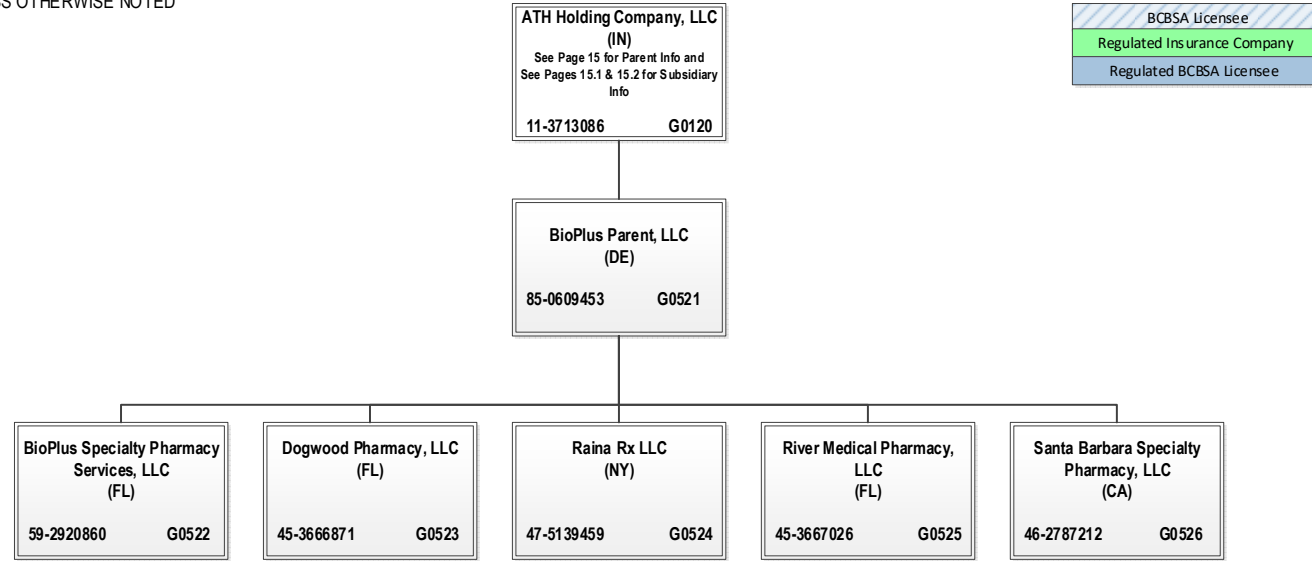 OTHERWISE NOTED
ATH Holding Company, LLC
(IN)
See Page 15 for Parent Info and
See Pages 15.1 & 15.2 for Subsidiary
Info
11-3713086 G0120
BCBSA Licensee
Regulated Insurance Company
Regulated BCBSA Licensee
BioPlus Parent, LLC
(DE)
85-0609453 G0521
BioPlus Specialty Pharmacy
Services, LLC
(FL)
59-2920860 G0522
Dogwood Pharmacy, LLC
(FL)
45-3666871 G0523
Raina Rx LLC
(NY)
47-5139459 G0524
River Medical Pharmacy,
LLC
(FL)
45-3667026 G0525
Santa Barbara Specialty
Pharmacy, LLC
(CA)
46-2787212 G0526